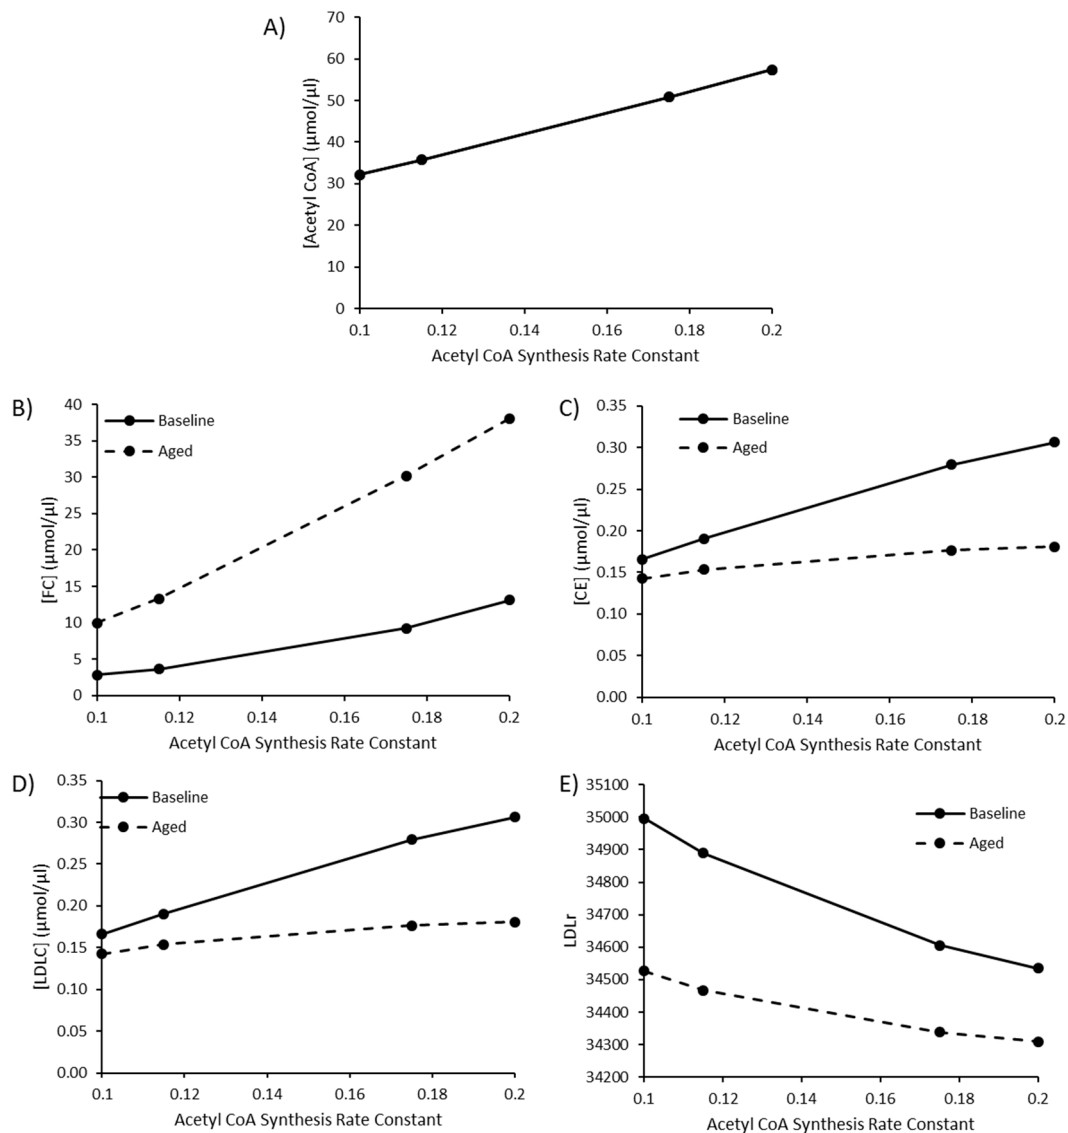 A)
70
60
50
40
30
20
10
0
[Acetyl CoA] (µmol/µl)
0.1 0.12 0.14 0.16 0.18 0.2
Acetyl CoA Synthesis Rate Constant
B)
40
35
30
25
20
15
10
5
0
[FC] (µmol/µl)
Baseline
Aged
0.1 0.12 0.14 0.16 0.18 0.2
Acetyl CoA Synthesis Rate Constant
C)
0.35
0.30
0.25
0.20
0.15
0.10
0.05
0.00
[CE] (µmol/µl)
Baseline
Aged
0.1 0.12 0.14 0.16 0.18 0.2
Acetyl CoA Synthesis Rate Constant
D)
0.35
0.30
0.25
0.20
0.15
0.10
0.05
0.00
[LDLC] (µmol/µl)
Baseline
Aged
0.1 0.12 0.14 0.16 0.18 0.2
Acetyl CoA Synthesis Rate Constant
E)
35100
35000
34900
34800
34700
34600
34500
34400
34300
34200
LDLr
Baseline
Aged
0.1 0.12 0.14 0.16 0.18 0.2
Acetyl CoA Synthesis Rate Constant